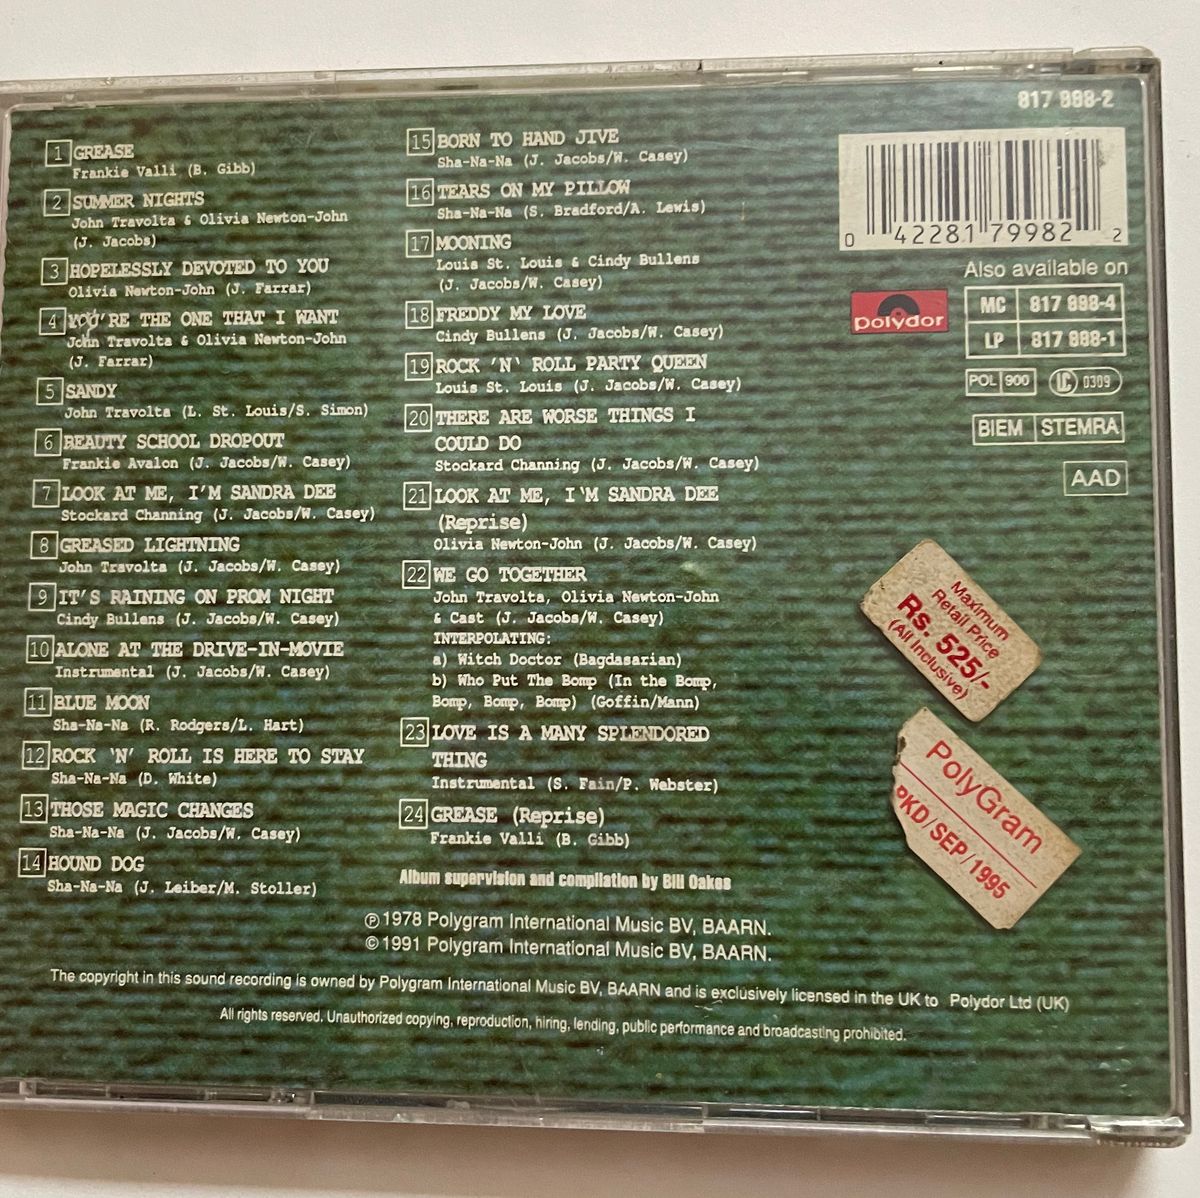 1 GREASE
Frankie Valli (B. Gibb)
2 SUMMER NIGHTS
John Travolta & Olivia Newton-John
(J. Jacobs)
3 HOPELESSLY DEVOTED TO YOU
Olivia Newton-John (J. Farrar)
4 YOU'RE THE ONE THAT I WANT
John Travolta & Olivia Newton-John
(J. Farrar)
5 SANDY
John Travolta (L. St. Louis/S. Simon)
6 BEAUTY SCHOOL DROPOUT
Frankie Avalon (J. Jacobs/W. Casey)
7 LOOK AT ME, I'M SANDRA DEE
Stockard Channing (J. Jacobs/W. Casey)
8 GREASED LIGHTNING
John Travolta (J. Jacobs/W. Casey)
9 IT'S RAINING ON PROM NIGHT
Cindy Bullens (J. Jacobs/W. Casey)
10 ALONE AT THE DRIVE-IN-MOVIE
Instrumental (J. Jacobs/W. Casey)
11 BLUE MOON
Sha-Na-Na (R. Rodgers/L. Hart)
12 ROCK 'N' ROLL IS HERE TO STAY
Sha-Na-Na (D. White)
13 THOSE MAGIC CHANGES
Sha-Na-Na (J. Jacobs/W. Casey)
14 HOUND DOG
Sha-Na-Na (J. Leiber/M. Stoller)
15 BORN TO HAND JIVE
Sha-Na-Na (J. Jacobs/W. Casey)
16 TEARS ON MY PILLOW
Sha-Na-Na (S. Bradford/A. Lewis)
17 MOONING
Louis St. Louis & Cindy Bullens
(J. Jacobs/W. Casey)
18 FREDDY MY LOVE
Cindy Bullens (J. Jacobs/W. Casey)
19 ROCK 'N' ROLL PARTY QUEEN
Louis St. Louis (J. Jacobs/W. Casey)
20 THERE ARE WORSE THINGS I
COULD DO
Stockard Channing (J. Jacobs/W. Casey)
21 LOOK AT ME, I'M SANDRA DEE
(Reprise)
Olivia Newton-John (J. Jacobs/W. Casey)
22 WE GO TOGETHER
John Travolta, Olivia Newton-John
& Cast (J. Jacobs/W. Casey)
INTERPOLATING:
a) Witch Doctor (Bagdasarian)
b) Who Put The Bomp (In the Bomp,
Bomp, Bomp, Bomp) (Goffin/Mann)
23 LOVE IS A MANY SPLENDORED
THING
Instrumental (S. Fain/P. Webster)
24 GREASE (Reprise)
Frankie Valli (B. Gibb)
Album supervision and compilation by Bill Oakes
817 998-2
0 42281 79982 2
Also available on
MC 817 998-4
LP 817 998-1
polydor
POL 900 LC 0309
BIEM STEMRA
AAD
Maximum
Retail Price
Rs. 525/-
(All Inclusive)
PolyGram
PKD/SEP/1995
℗ 1978 Polygram International Music BV, BAARN.
© 1991 Polygram International Music BV, BAARN.
The copyright in this sound recording is owned by Polygram International Music BV, BAARN and is exclusively licensed in the UK to Polydor Ltd (UK)
All rights reserved. Unauthorized copying, reproduction, hiring, lending, public performance and broadcasting prohibited.